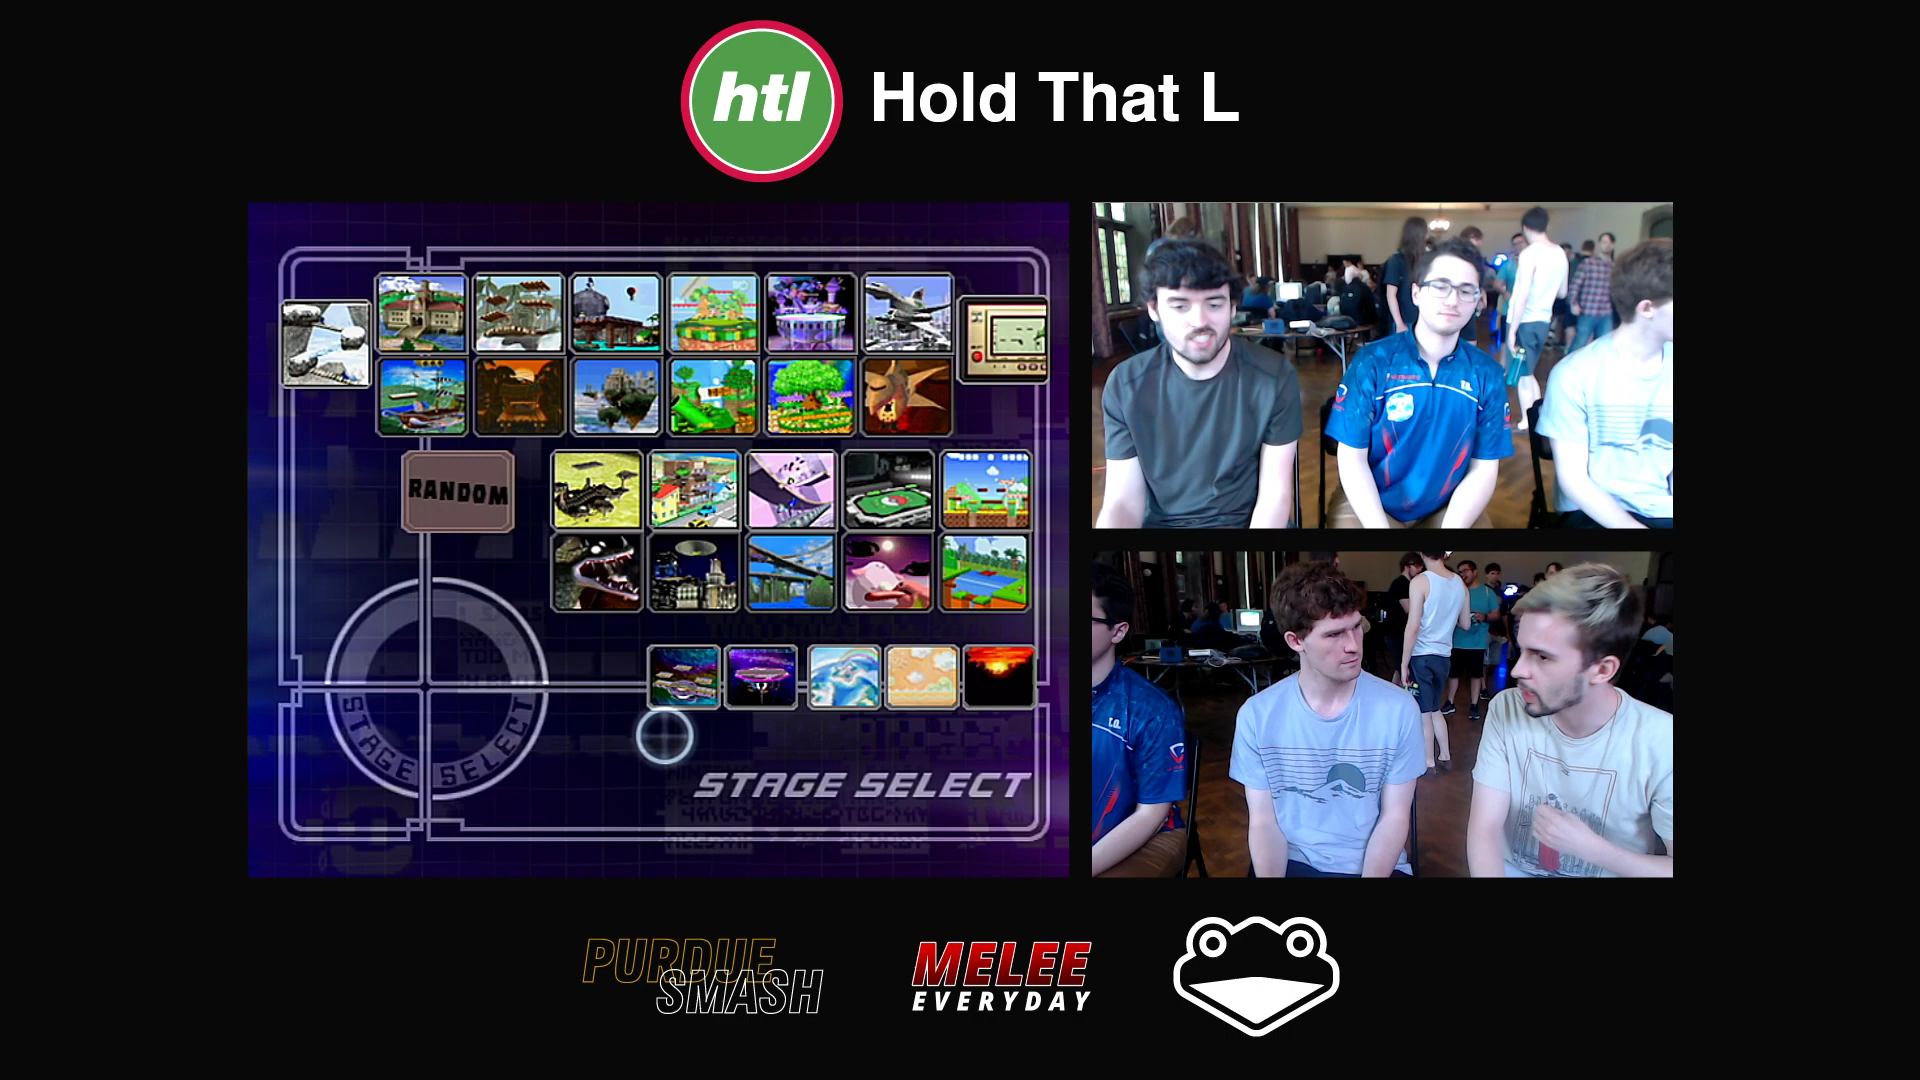 htl Hold That L
RANDOM
STAGE SELECT
STAGE SELECT
T.O.
T.O.
PURDUE
SMASH
MELEE
EVERYDAY